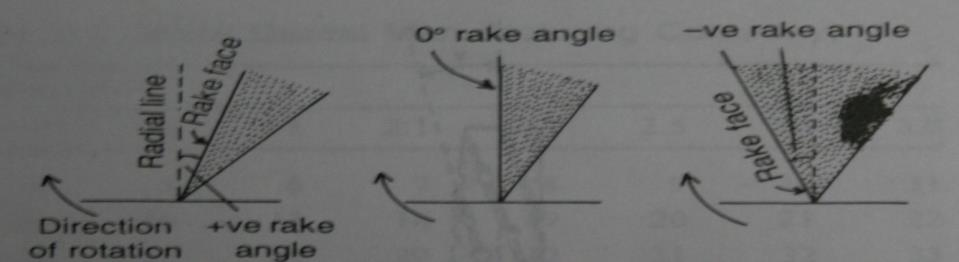 Radial line
Rake face
Direction
of rotation
+ve rake
angle
0° rake angle
−ve rake angle
Rake face